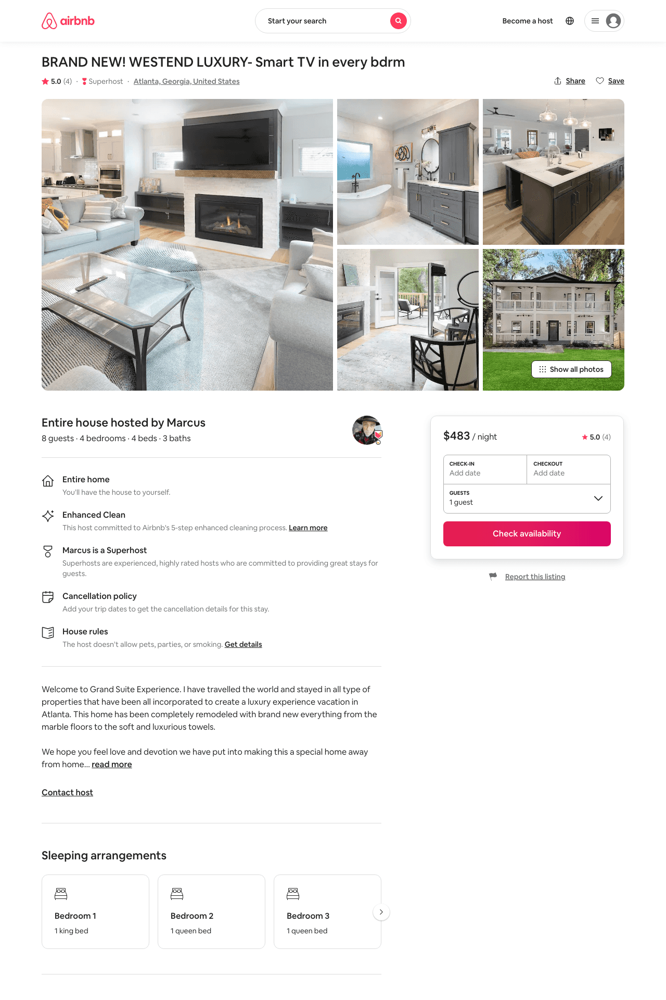 airbnb
Start your search
Become a host
BRAND NEW! WESTEND LUXURY- Smart TV in every bdrm
5.0 (4) · Superhost · Atlanta, Georgia, United States
Share
Save
Show all photos
Entire house hosted by Marcus
8 guests · 4 bedrooms · 4 beds · 3 baths
Entire home
You'll have the house to yourself.
Enhanced Clean
This host committed to Airbnb's 5-step enhanced cleaning process. Learn more
Marcus is a Superhost
Superhosts are experienced, highly rated hosts who are committed to providing great stays for
guests.
Cancellation policy
Add your trip dates to get the cancellation details for this stay.
House rules
The host doesn't allow pets, parties, or smoking. Get details
Welcome to Grand Suite Experience. I have travelled the world and stayed in all type of
properties that have been all incorporated to create a luxury experience vacation in
Atlanta. This home has been completely remodeled with brand new everything from the
marble floors to the soft and luxurious towels.
We hope you feel love and devotion we have put into making this a special home away
from home... read more
Contact host
Sleeping arrangements
Bedroom 1
1 king bed
Bedroom 2
1 queen bed
Bedroom 3
1 queen bed
$483 / night
5.0 (4)
CHECK-IN
Add date
CHECKOUT
Add date
GUESTS
1 guest
Check availability
Report this listing